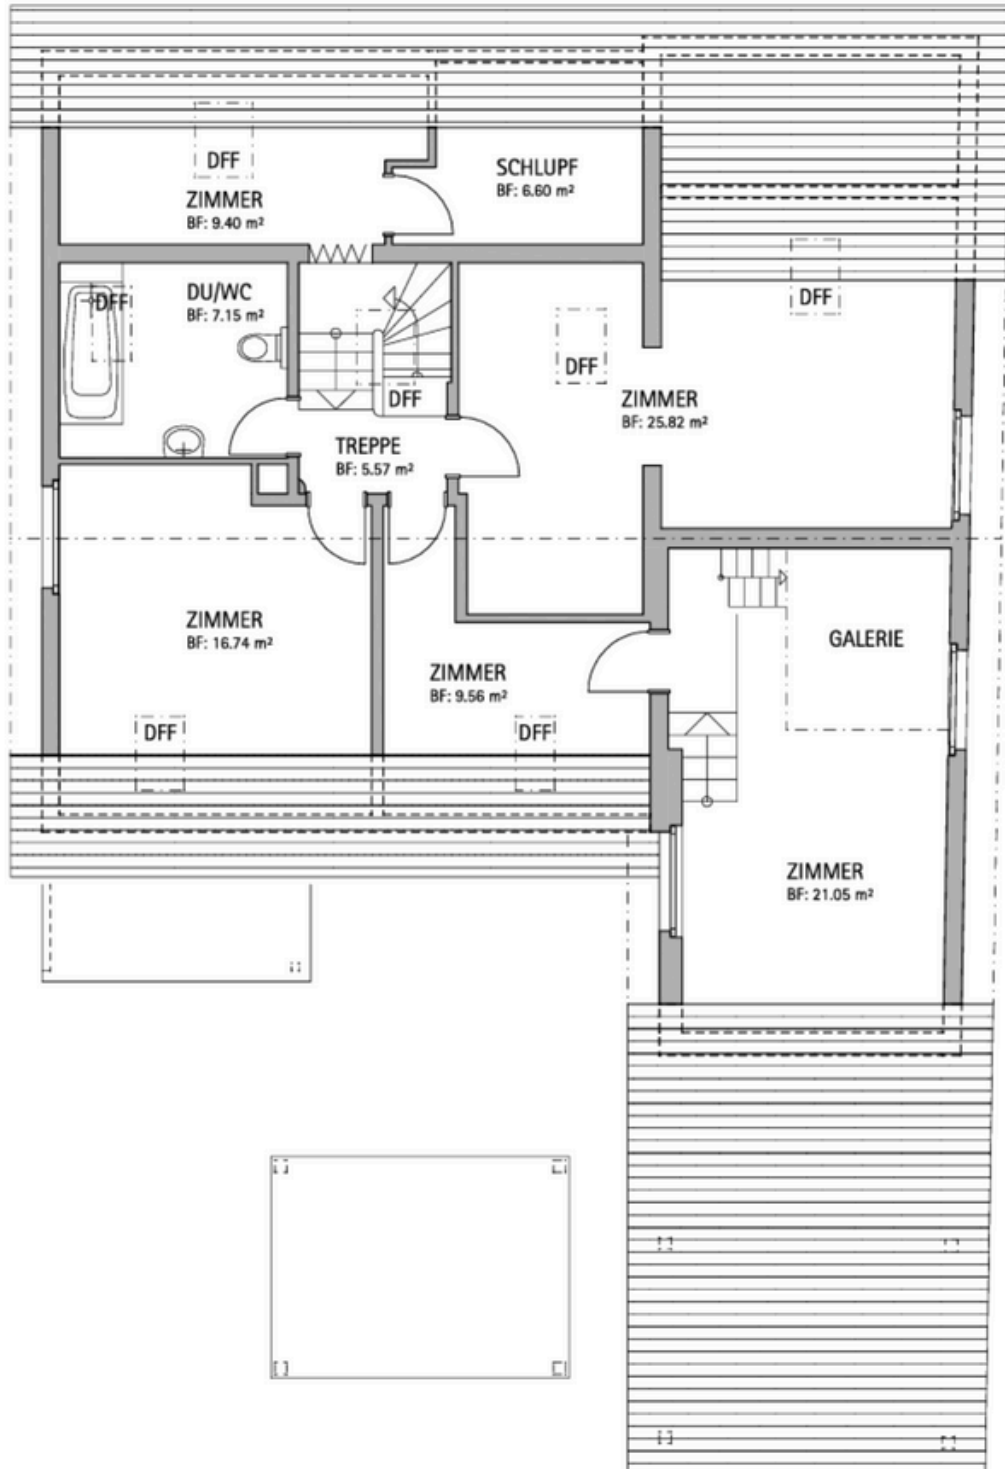 DFF
ZIMMER
BF: 9.40 m²
SCHLUPF
BF: 6.60 m²
DFF
DU/WC
BF: 7.15 m²
DFF
DFF
DFF
ZIMMER
BF: 25.82 m²
TREPPE
BF: 5.57 m²
ZIMMER
BF: 16.74 m²
DFF
ZIMMER
BF: 9.56 m²
DFF
GALERIE
ZIMMER
BF: 21.05 m²